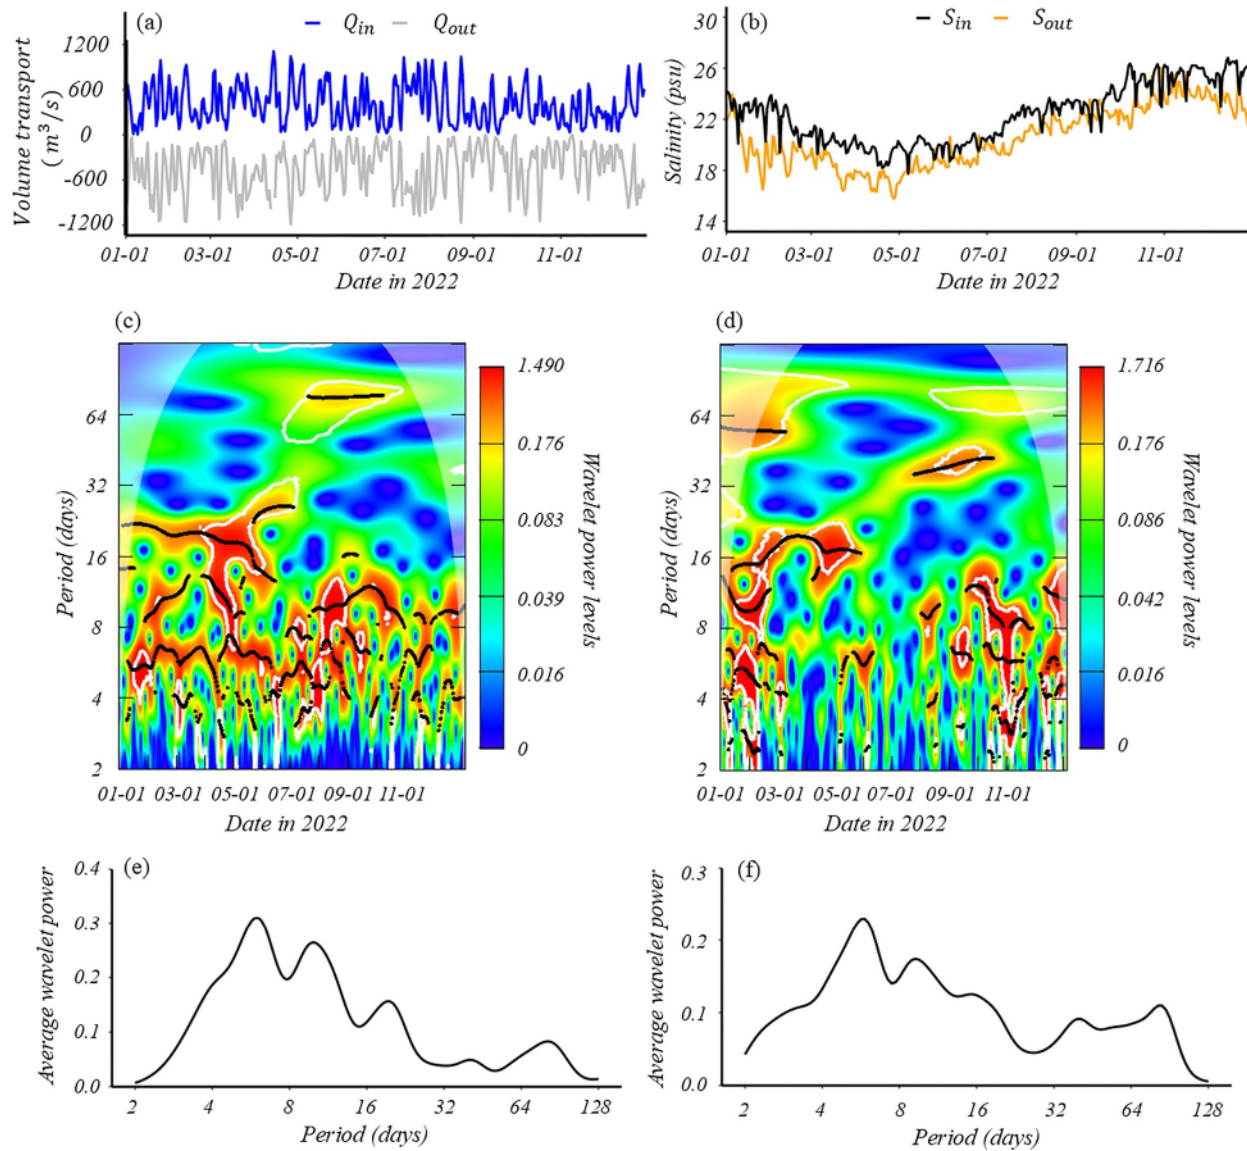 (a)
Q_in
Q_out
1200
600
0
-600
-1200
Volume transport
(m³/s)
01-01 03-01 05-01 07-01 09-01 11-01
Date in 2022
(b)
S_in
S_out
30
26
22
18
14
Salinity (psu)
01-01 03-01 05-01 07-01 09-01 11-01
Date in 2022
(c)
64
32
16
8
4
2
Period (days)
01-01 03-01 05-01 07-01 09-01 11-01
Date in 2022
1.490
0.176
0.083
0.039
0.016
0
Wavelet power levels
(d)
64
32
16
8
4
2
Period (days)
01-01 03-01 05-01 07-01 09-01 11-01
Date in 2022
1.716
0.176
0.086
0.042
0.016
0
Wavelet power levels
(e)
0.4
0.3
0.2
0.1
0.0
Average wavelet power
2 4 8 16 32 64 128
Period (days)
(f)
0.3
0.2
0.1
0.0
Average wavelet power
2 4 8 16 32 64 128
Period (days)